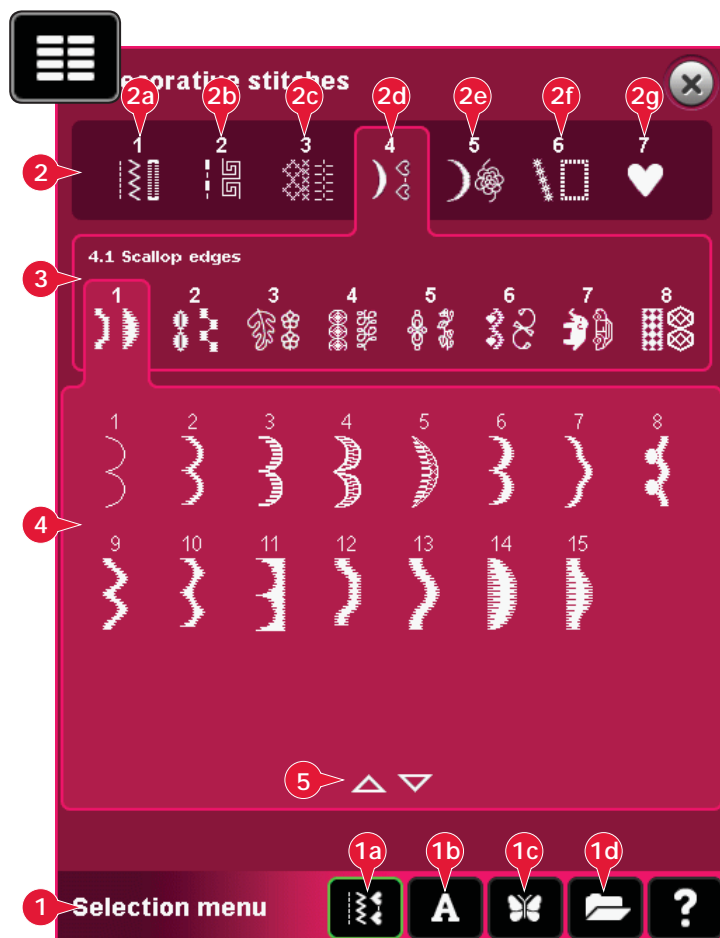 ecorative stitches
2a 2b 2c 2d 2e 2f 2g
1 2 3 4 5 6 7
2
4.1 Scallop edges
3
1 2 3 4 5 6 7 8
1 2 3 4 5 6 7 8
4
9 10 11 12 13 14 15
5
1a 1b 1c 1d
1 Selection menu A ?